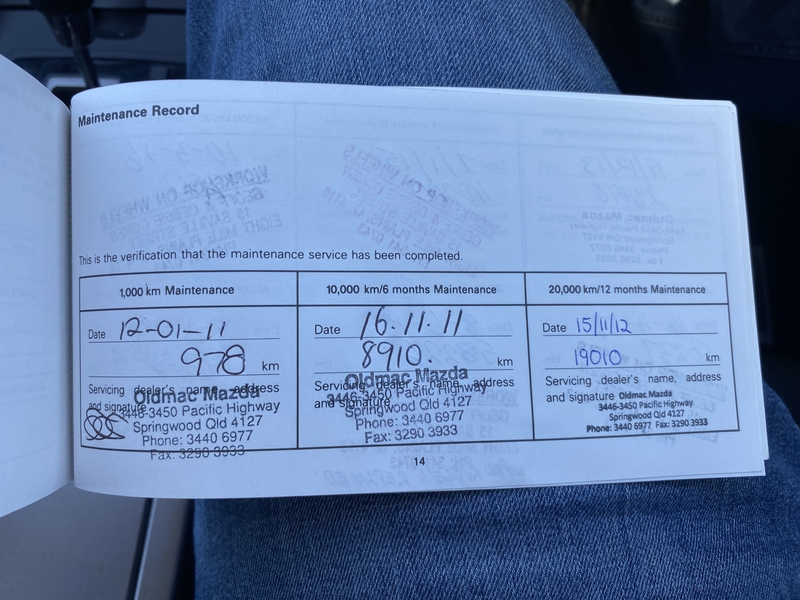 Maintenance Record
This is the verification that the maintenance service has been completed.
1,000 km Maintenance
Date 12-01-11
978 km
Servicing dealer's name, address
and signature
Oldmac Mazda
3446-3450 Pacific Highway
Springwood Qld 4127
Phone: 3440 6977
Fax: 3290 3933
10,000 km/6 months Maintenance
Date 16.11.11
8910. km
Servicing dealer's name, address
and signature
Oldmac Mazda
3446-3450 Pacific Highway
Springwood Qld 4127
Phone: 3440 6977
Fax: 3290 3933
20,000 km/12 months Maintenance
Date 15/11/12
19010 km
Servicing dealer's name, address
and signature Oldmac Mazda
3446-3450 Pacific Highway
Springwood QLD 4127
Phone: 3440 6977 Fax: 3290 3933
14